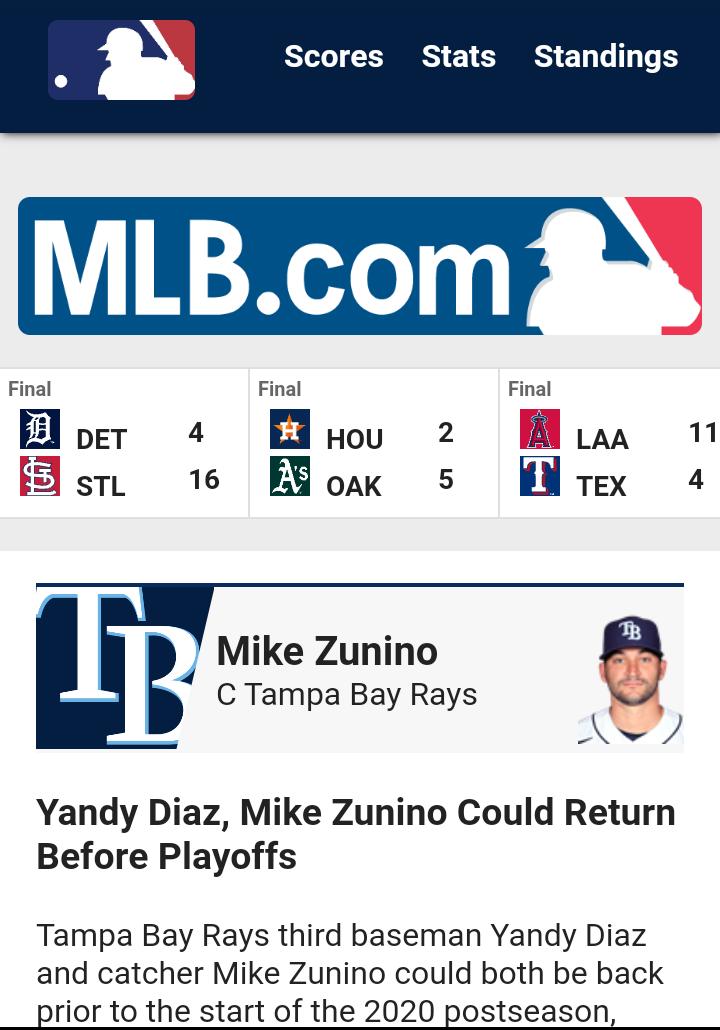 Scores Stats Standings
MLB.com
Final
DET 4
STL 16
Final
HOU 2
OAK 5
Final
LAA 11
TEX 4
TB
Mike Zunino
C Tampa Bay Rays
Yandy Diaz, Mike Zunino Could Return
Before Playoffs
Tampa Bay Rays third baseman Yandy Diaz
and catcher Mike Zunino could both be back
prior to the start of the 2020 postseason,